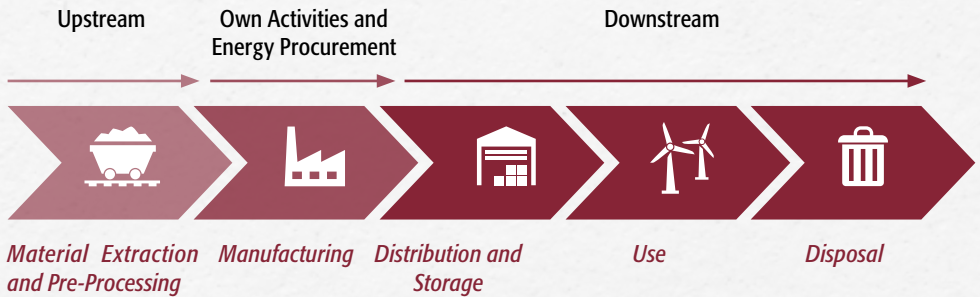 Upstream
Own Activities and
Energy Procurement
Downstream
Material Extraction
and Pre-Processing
Manufacturing
Distribution and
Storage
Use
Disposal